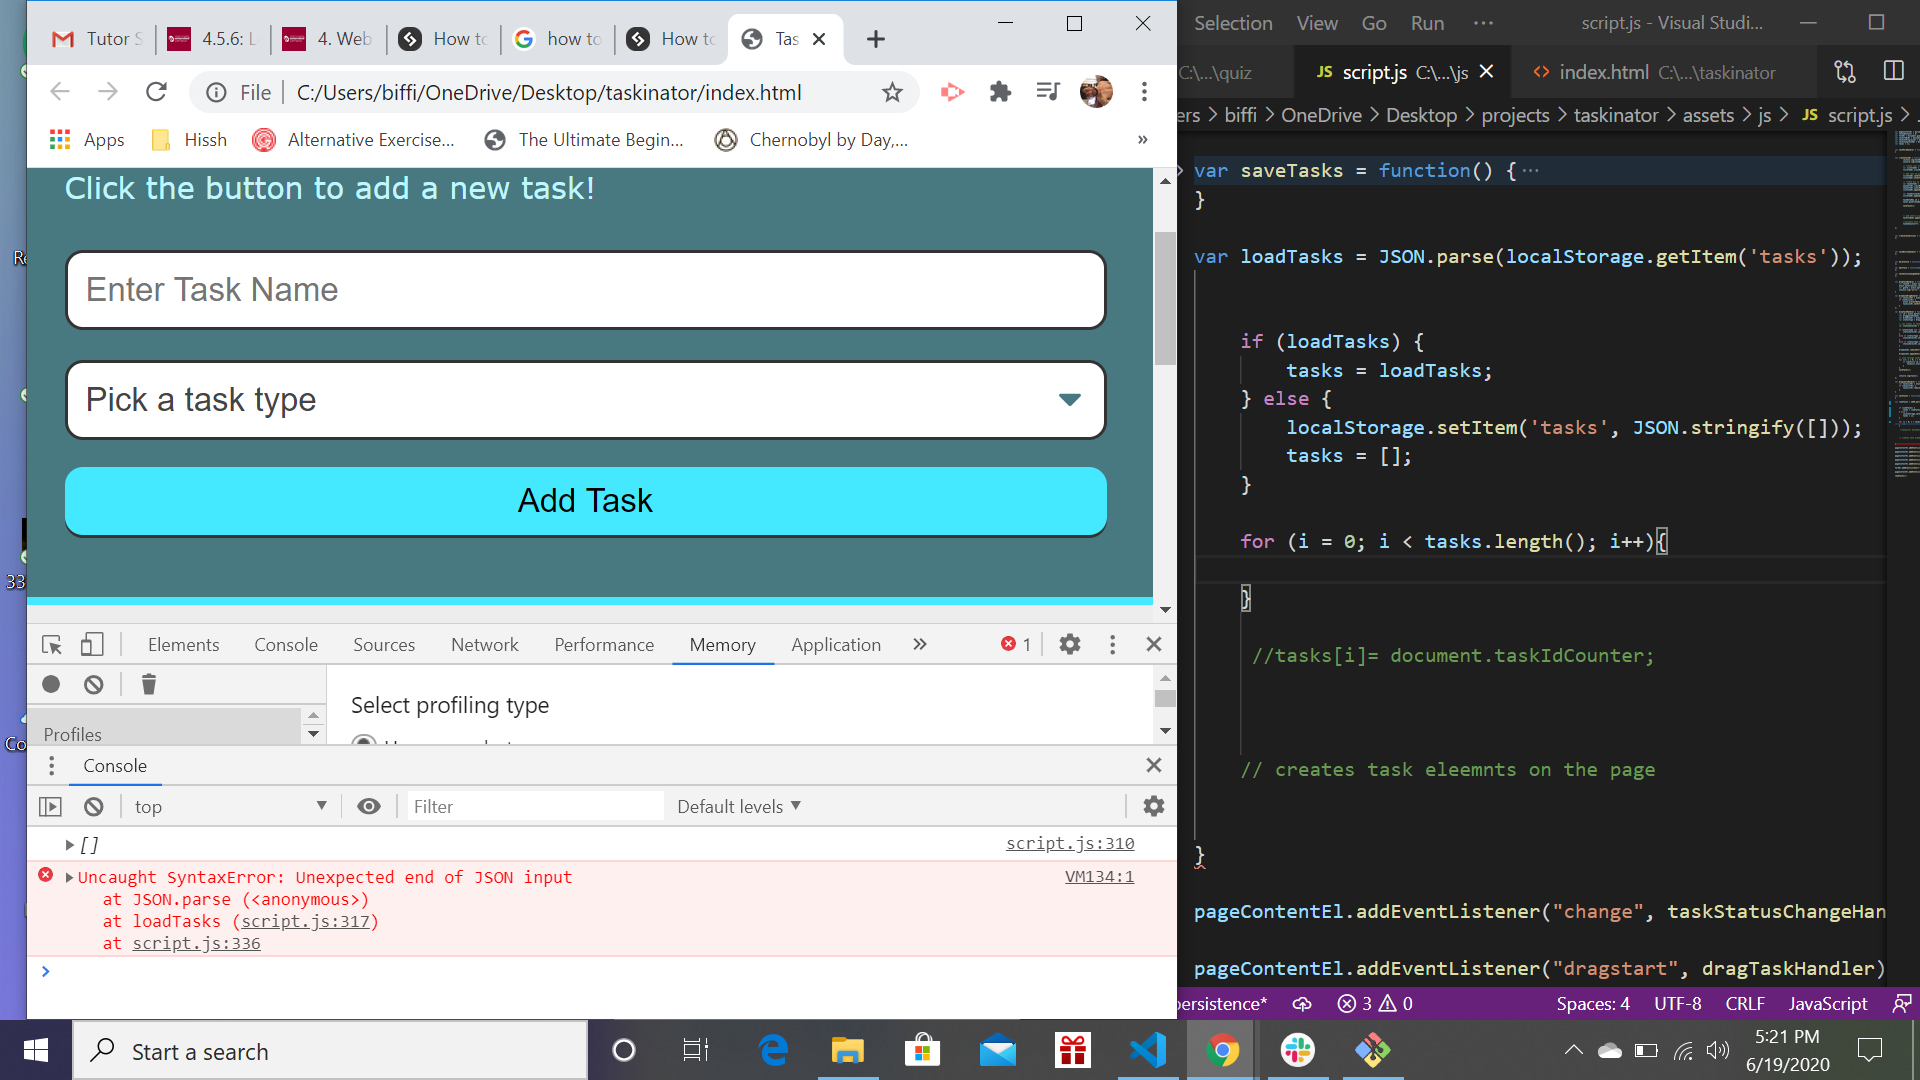 Tutor S
4.5.6: L
4. Web
How to
how to
How to
Tas
File
C:/Users/biffi/OneDrive/Desktop/taskinator/index.html
Apps
Hissh
Alternative Exercise...
The Ultimate Begin...
Chernobyl by Day,...
»
Click the button to add a new task!
Enter Task Name
Pick a task type
Add Task
Elements
Console
Sources
Network
Performance
Memory
Application
»
1
Select profiling type
Profiles
Console
top
Filter
Default levels ▼
[]
script.js:310
Uncaught SyntaxError: Unexpected end of JSON input
VM134:1
at JSON.parse (<anonymous>)
at loadTasks (script.js:317)
at script.js:336
>
Selection View Go Run ···
script.js - Visual Studi...
C:\...\quiz
JS script.js C:\...\js
<> index.html C:\...\taskinator
ers > biffi > OneDrive > Desktop > projects > taskinator > assets > js > JS script.js > .
var saveTasks = function() {···
}
var loadTasks = JSON.parse(localStorage.getItem('tasks'));
if (loadTasks) {
tasks = loadTasks;
} else {
localStorage.setItem('tasks', JSON.stringify([]));
tasks = [];
}
for (i = 0; i < tasks.length(); i++){
}
//tasks[i]= document.taskIdCounter;
// creates task eleemnts on the page
}
pageContentEl.addEventListener("change", taskStatusChangeHan
pageContentEl.addEventListener("dragstart", dragTaskHandler)
persistence*
3
0
Spaces: 4
UTF-8
CRLF
JavaScript
Re
33
Co
Start a search
5:21 PM
6/19/2020